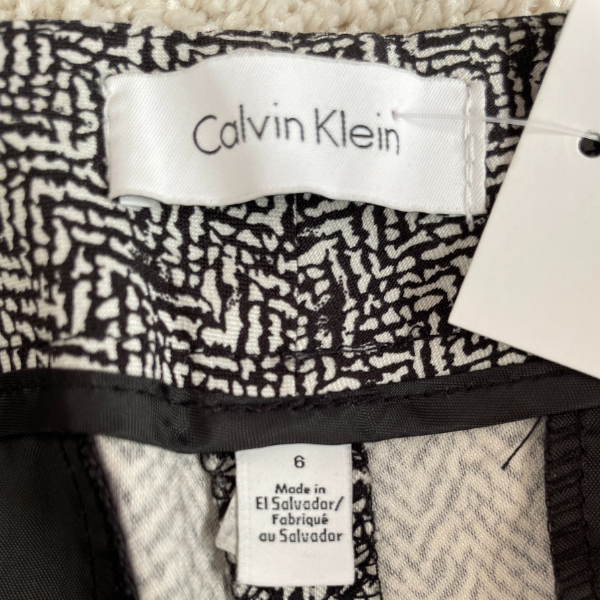 Calvin Klein
6
Made in
El Salvador/
Fabriqué
au Salvador